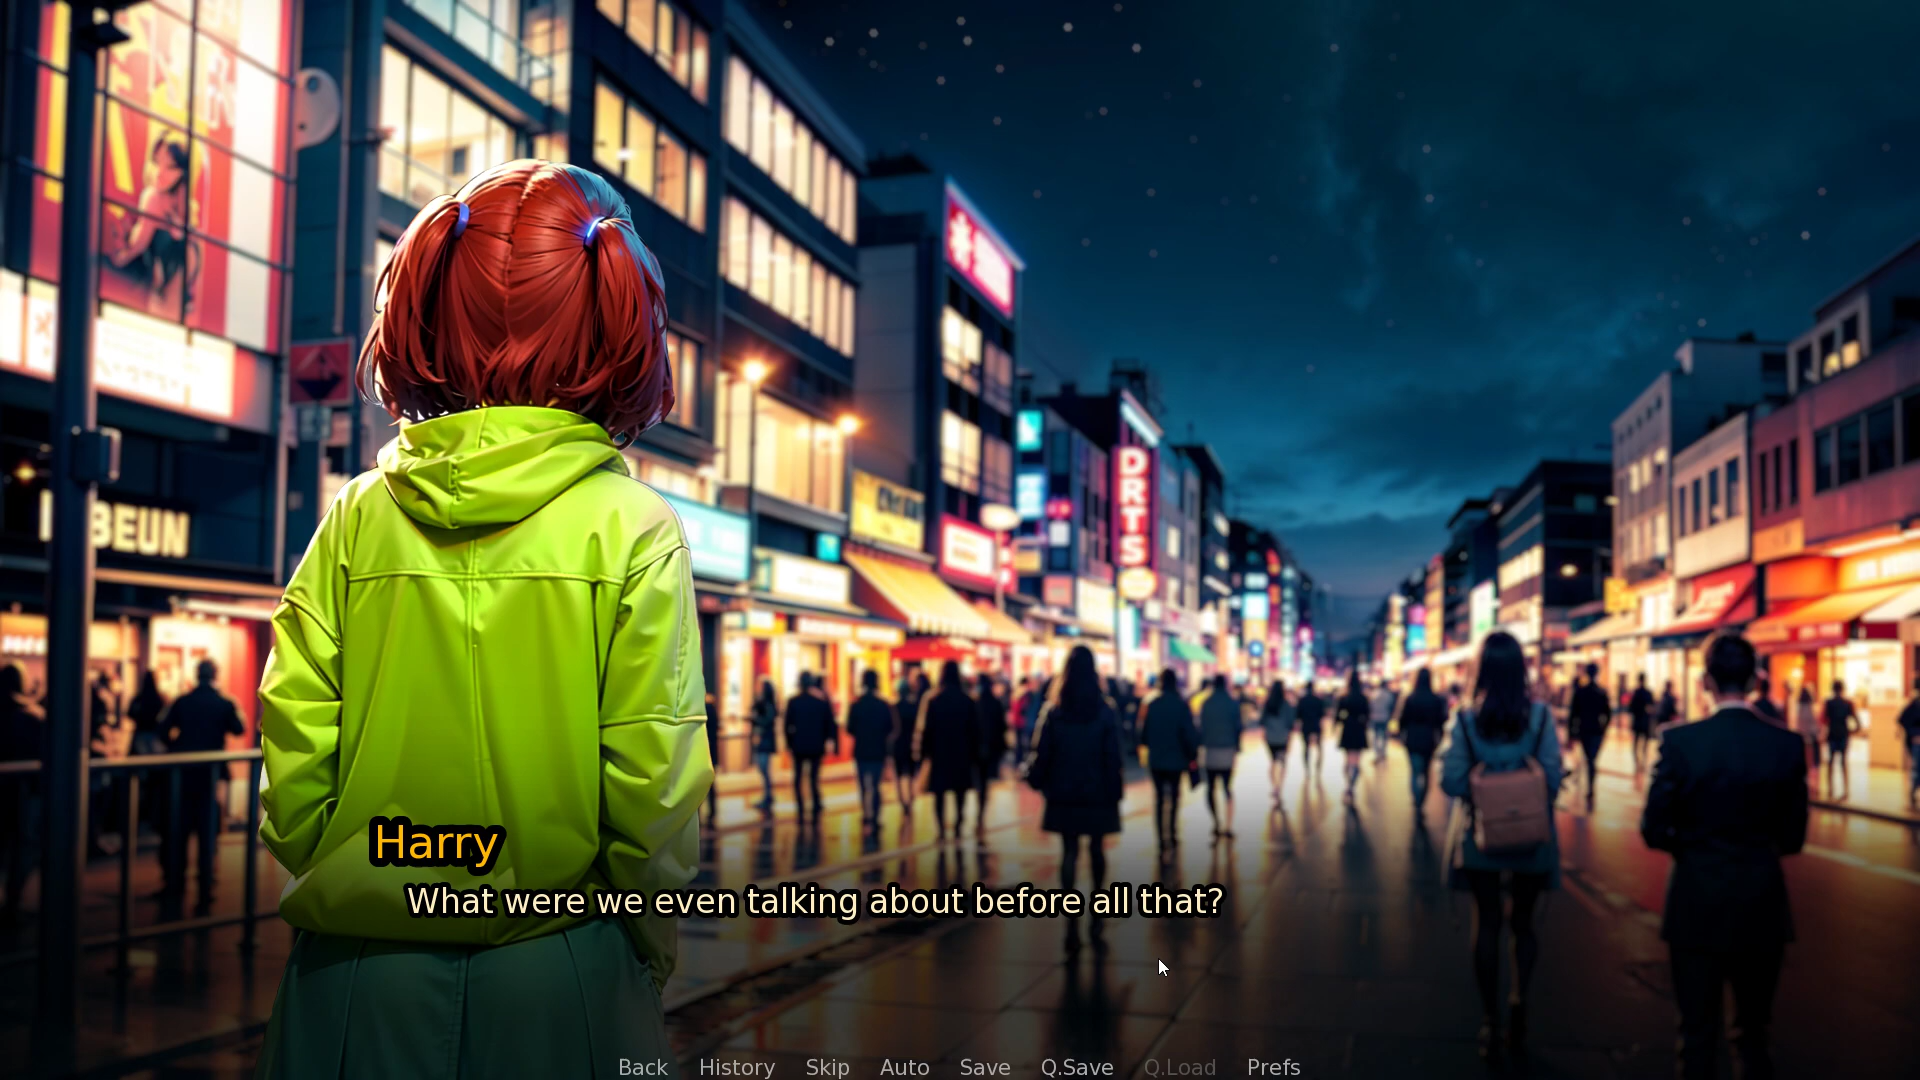 BEUN
DRTS
Harry
What were we even talking about before all that?
Back History Skip Auto Save Q.Save Q.Load Prefs